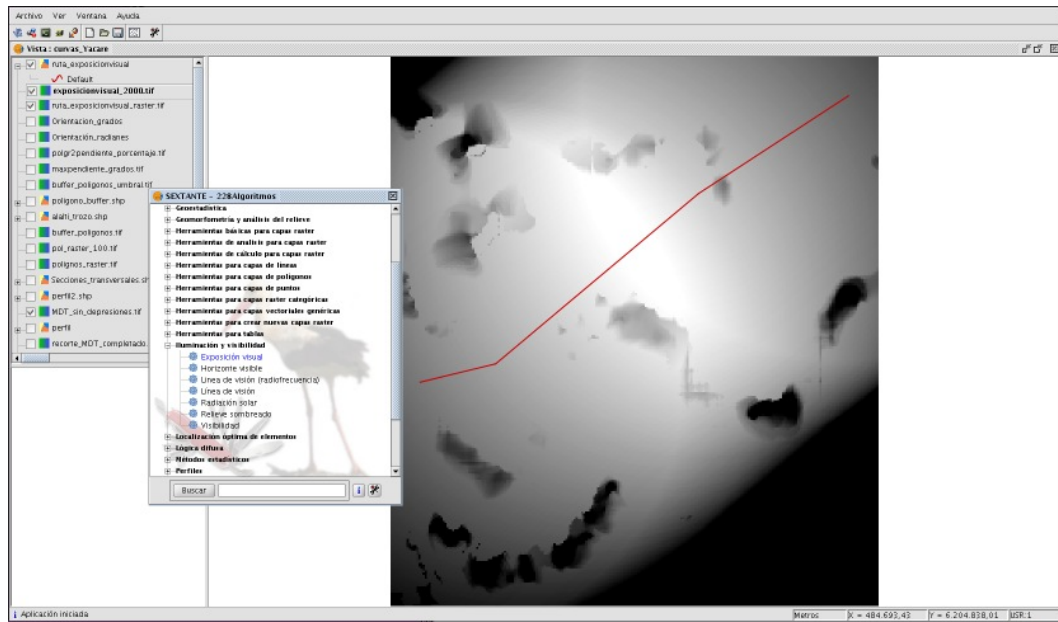 Archivo Ver Ventana Ayuda
Vista : curvas_Yacare
ruta_exposicionvisual
Default
exposicionvisual_2000.tif
ruta_exposicionvisual_raster.tif
Orientacion_grados
Orientación_radianes
polgr2pendiente_porcentaje.tif
maxpendiente_grados.tif
buffer_poligonos_umbral.tif
poligono_buffer.shp
alalti_trozo.shp
buffer_poligonos.tif
pol_raster_100.tif
polignos_raster.tif
Secciones_transversales.sh
perfil2.shp
MDT_sin_depresiones.tif
perfil
recorte_MDT_completado.
SEXTANTE - 228Algoritmos
Geoestadística
Geomorfometría y análisis del relieve
Herramientas básicas para capas raster
Herramientas de analisis para capas raster
Herramientas de cálculo para capas raster
Herramientas para capas de líneas
Herramientas para capas de polígonos
Herramientas para capas de puntos
Herramientas para capas raster categóricas
Herramientas para capas vectoriales genéricas
Herramientas para crear nuevas capas raster
Herramientas para tablas
Iluminación y visibilidad
Exposición visual
Horizonte visible
Linea de visión (radiofrecuencia)
Línea de visión
Radiación solar
Relieve sombreado
Visibilidad
Localización óptima de elementos
Lógica difusa
Métodos estadísticos
Perfiles
Buscar
Aplicación iniciada
Metros X = 484.693,43 Y = 6.204.838,01 USR:1